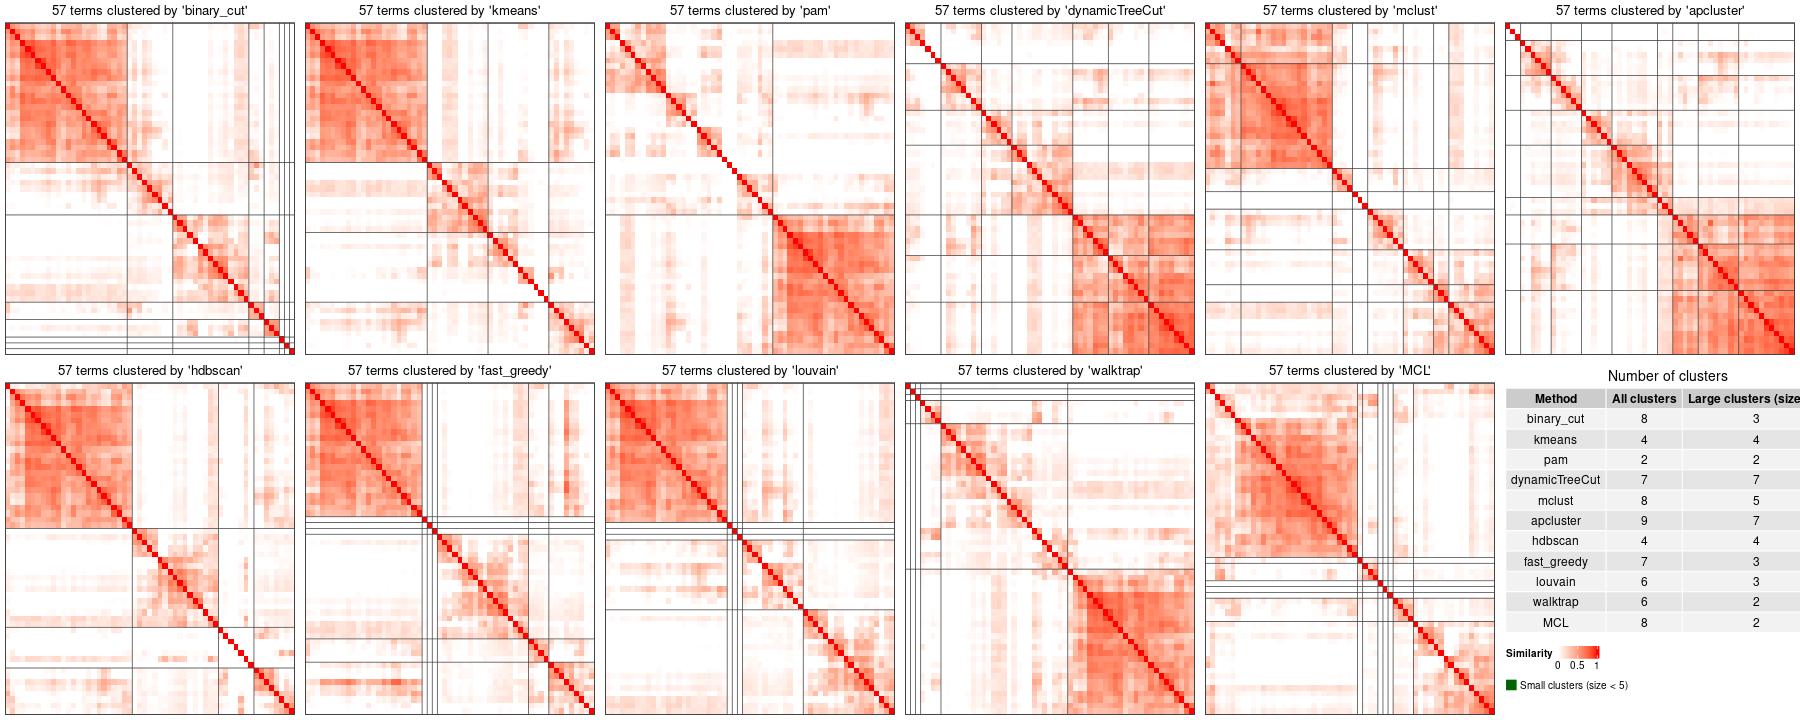 57 terms clustered by 'binary_cut'
57 terms clustered by 'kmeans'
57 terms clustered by 'pam'
57 terms clustered by 'dynamicTreeCut'
57 terms clustered by 'mclust'
57 terms clustered by 'apcluster'
57 terms clustered by 'hdbscan'
57 terms clustered by 'fast_greedy'
57 terms clustered by 'louvain'
57 terms clustered by 'walktrap'
57 terms clustered by 'MCL'
Number of clusters
Method All clusters Large clusters (size
binary_cut 8 3
kmeans 4 4
pam 2 2
dynamicTreeCut 7 7
mclust 8 5
apcluster 9 7
hdbscan 4 4
fast_greedy 7 3
louvain 6 3
walktrap 6 2
MCL 8 2
Similarity
0 0.5 1
Small clusters (size < 5)